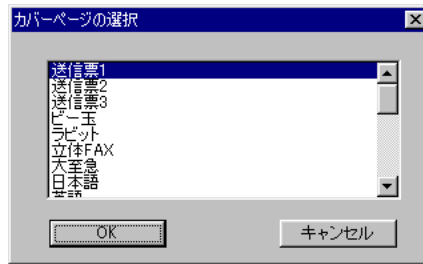 カバーページの選択
送信票1
送信票2
送信票3
ビー玉
ラビット
立体FAX
大至急
日本語
英語
OK
キャンセル